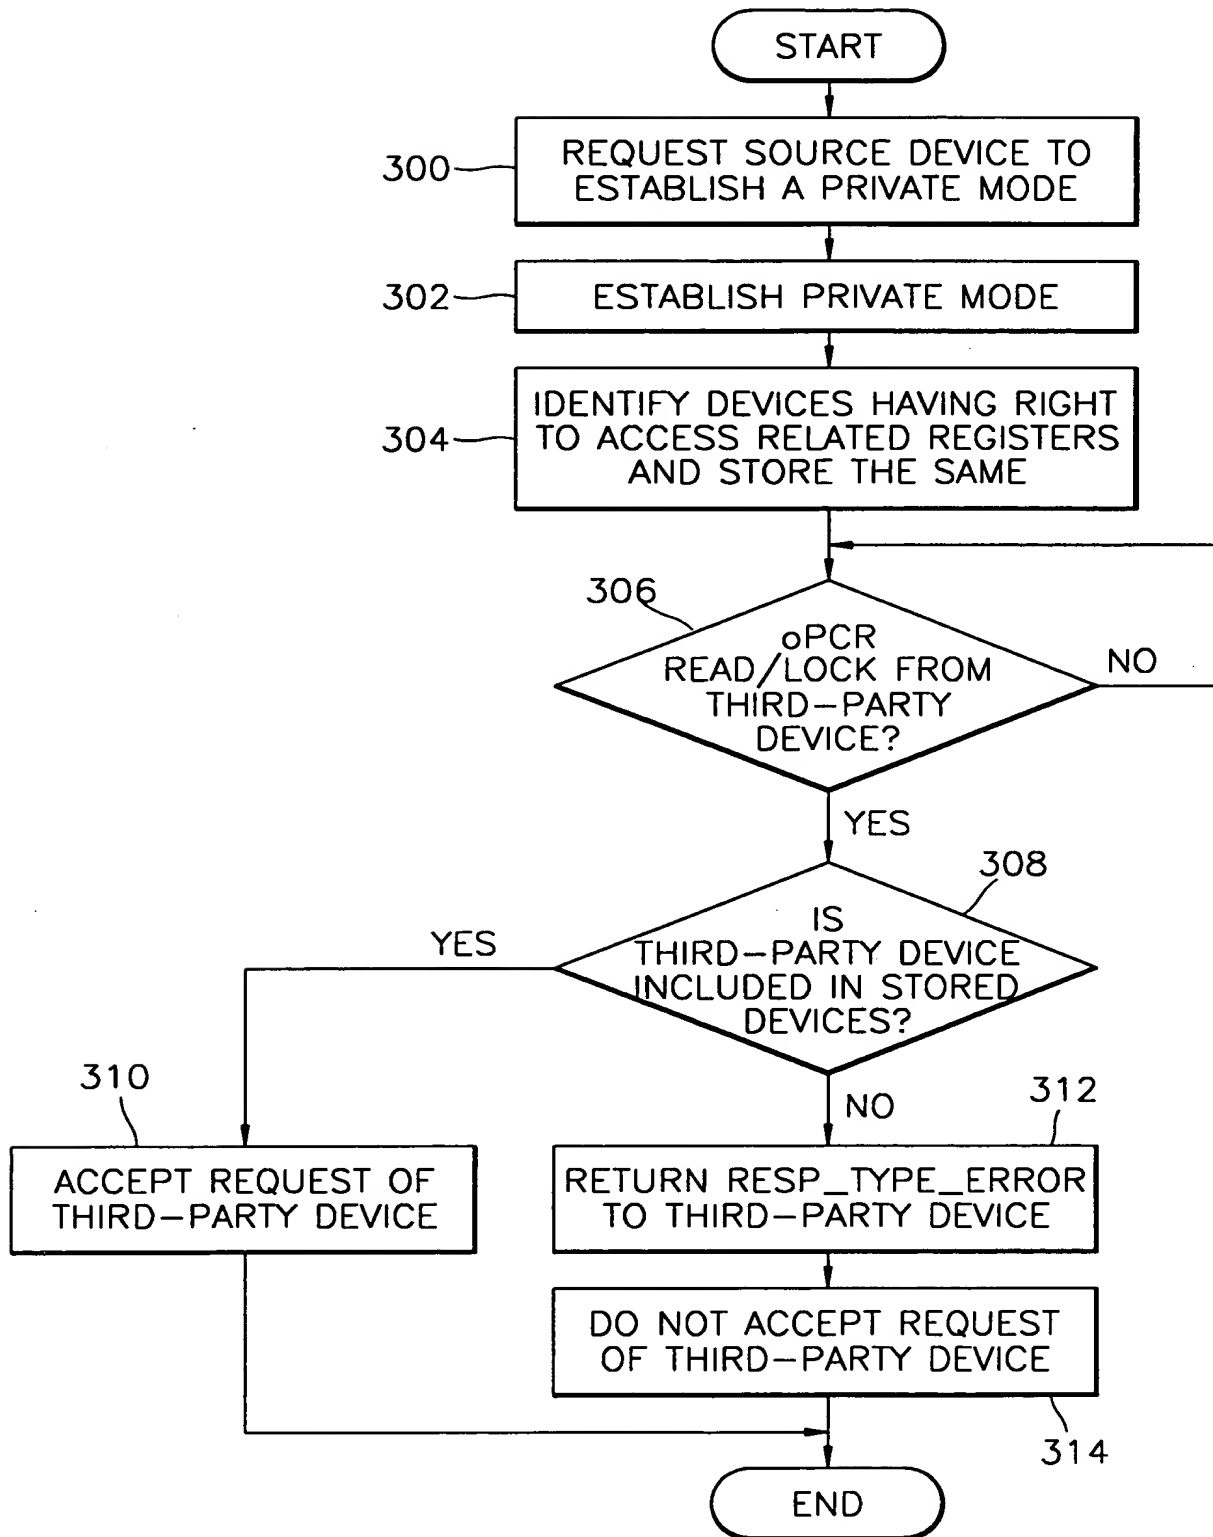 START
300
REQUEST SOURCE DEVICE TO
ESTABLISH A PRIVATE MODE
302
ESTABLISH PRIVATE MODE
304
IDENTIFY DEVICES HAVING RIGHT
TO ACCESS RELATED REGISTERS
AND STORE THE SAME
306
oPCR
READ/LOCK FROM
THIRD-PARTY
DEVICE?
NO
YES
308
IS
THIRD-PARTY DEVICE
INCLUDED IN STORED
DEVICES?
YES
NO
310
ACCEPT REQUEST OF
THIRD-PARTY DEVICE
312
RETURN RESP_TYPE_ERROR
TO THIRD-PARTY DEVICE
DO NOT ACCEPT REQUEST
OF THIRD-PARTY DEVICE
314
END